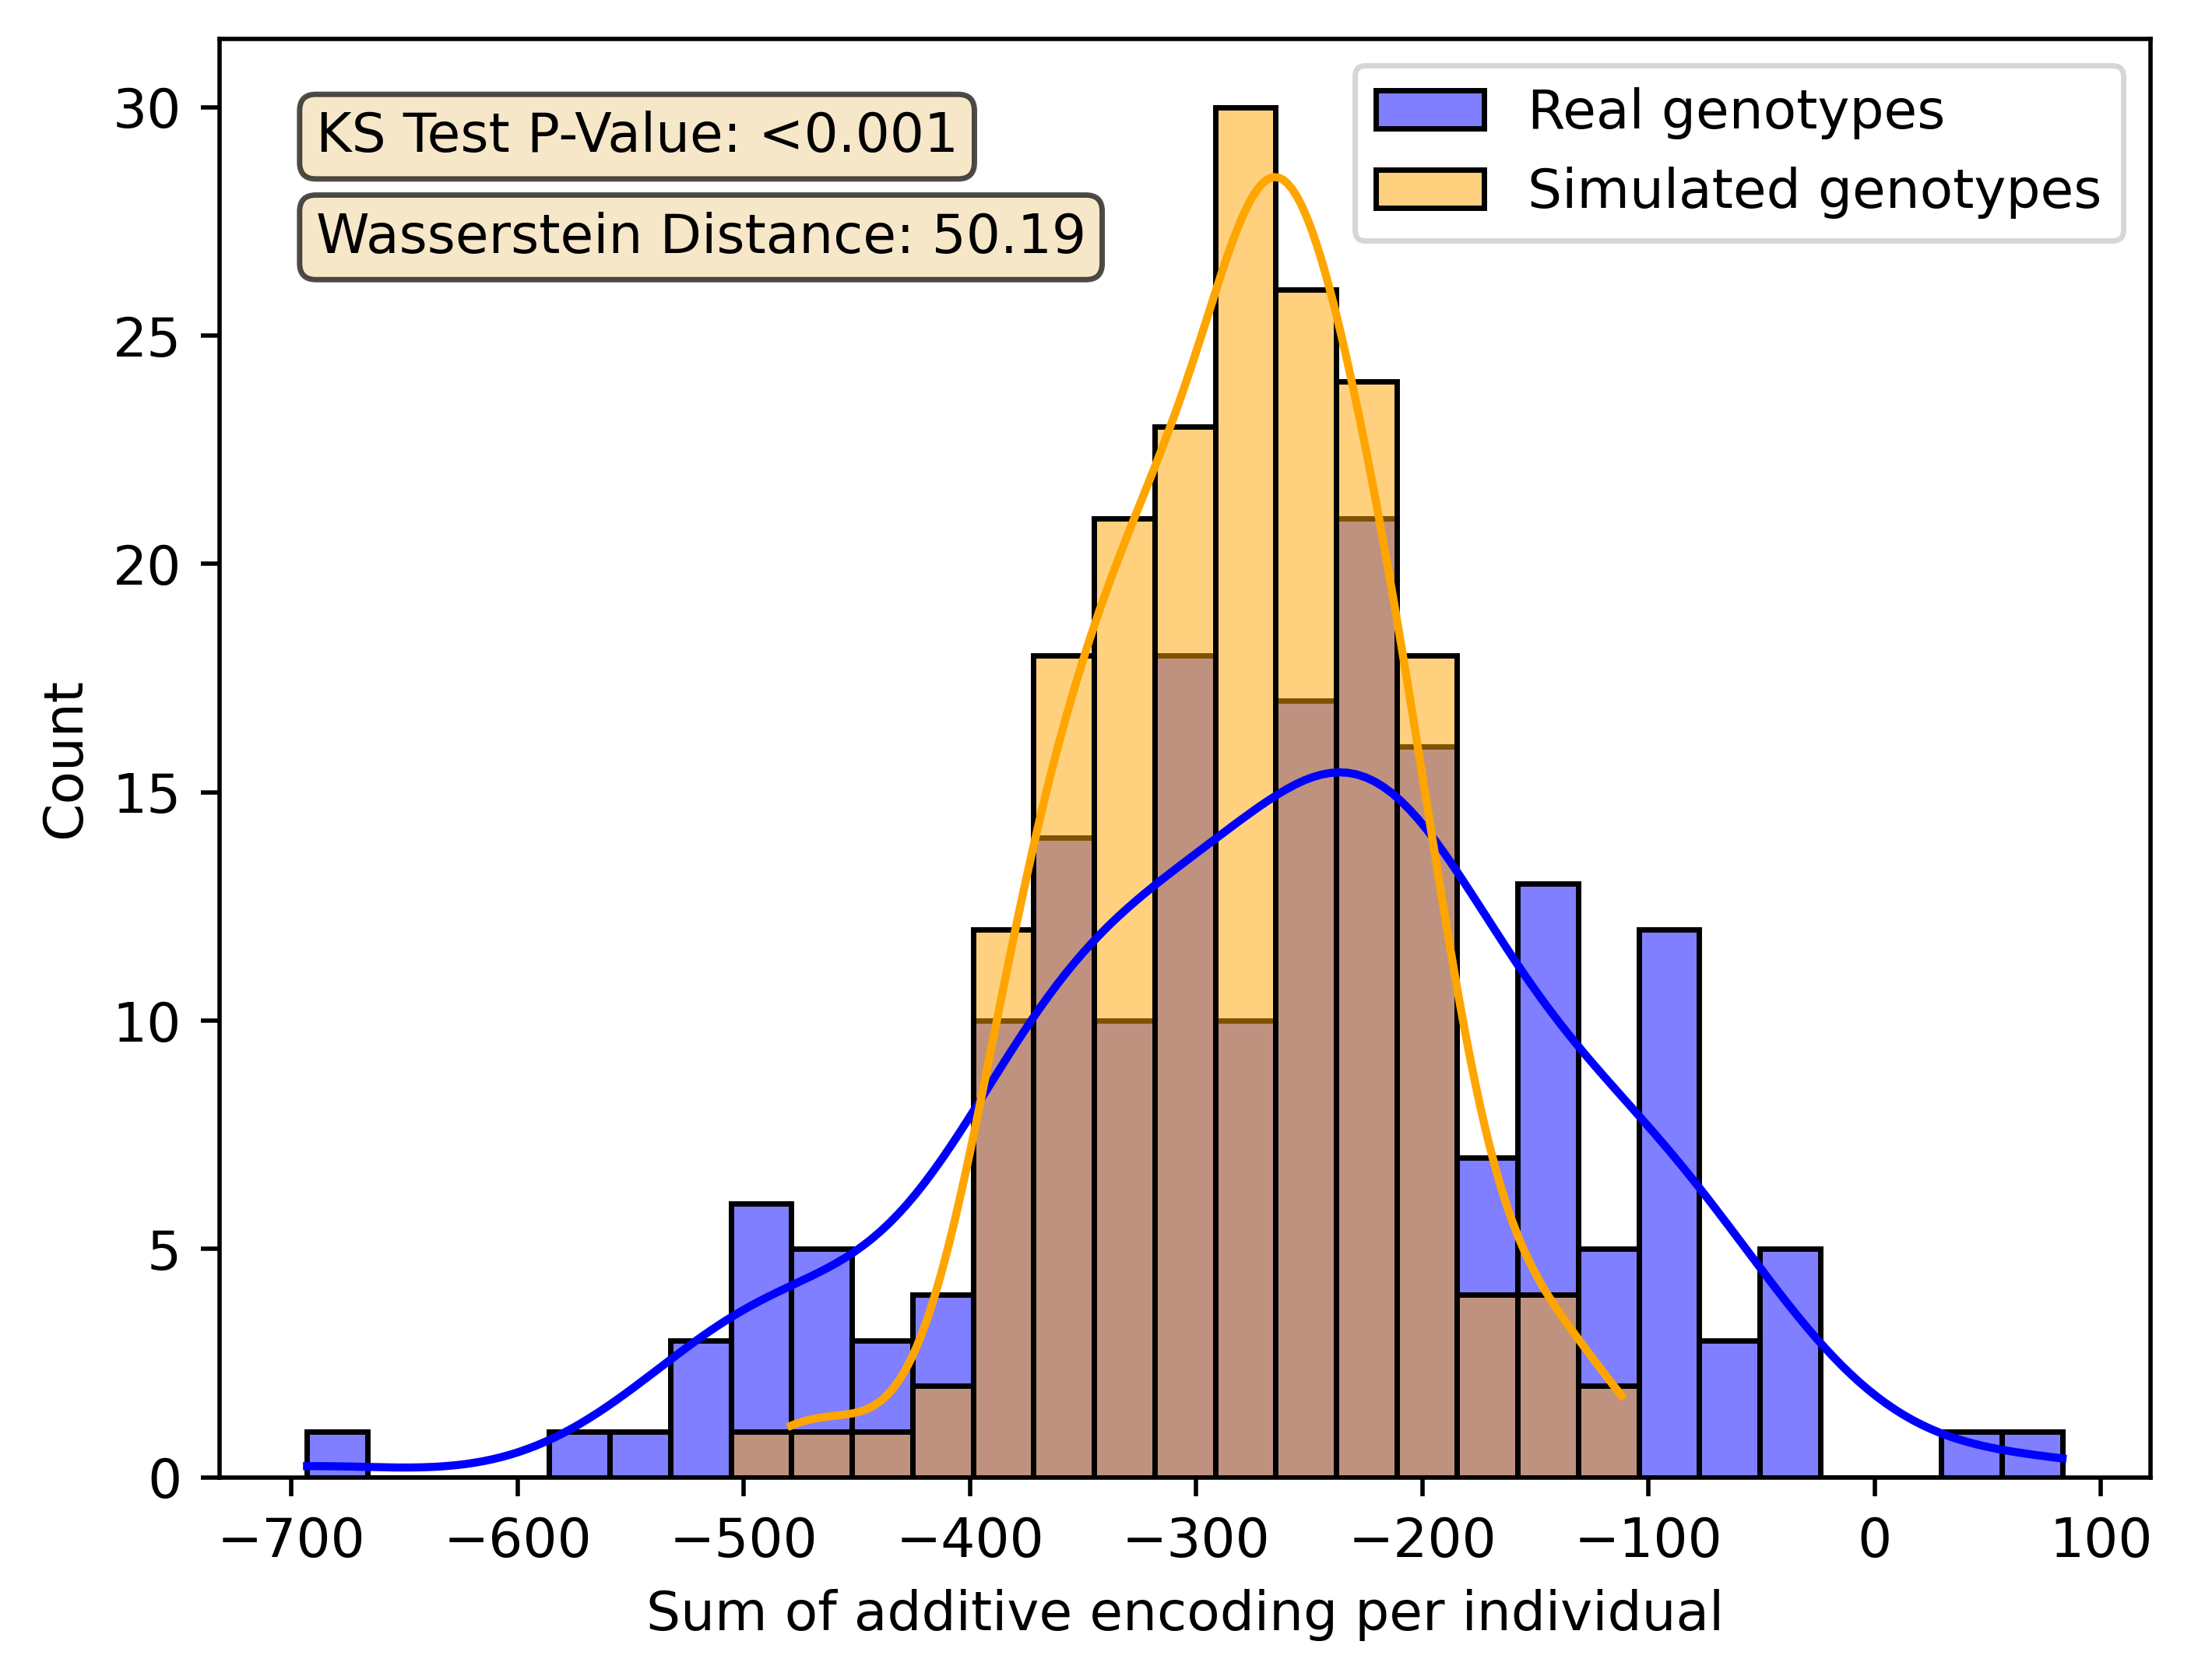 KS Test P-Value: <0.001
Wasserstein Distance: 50.19
Real genotypes
Simulated genotypes
30
25
20
15
10
5
0
Count
−700 −600 −500 −400 −300 −200 −100 0 100
Sum of additive encoding per individual